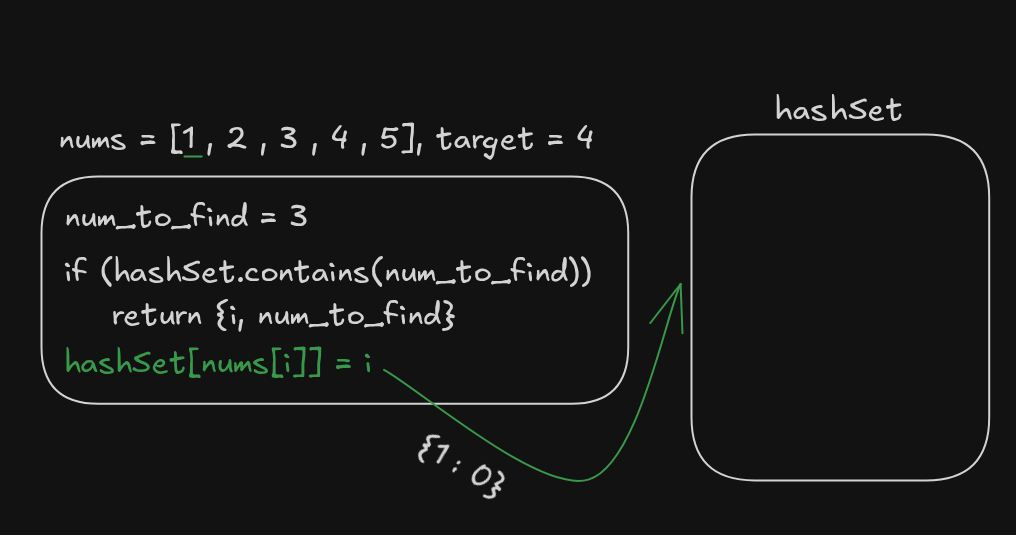 hashSet
nums = [1, 2, 3, 4, 5], target = 4
num_to_find = 3
if (hashSet.contains(num_to_find))
return {i, num_to_find}
hashSet[nums[i]] = i
{1: 0}